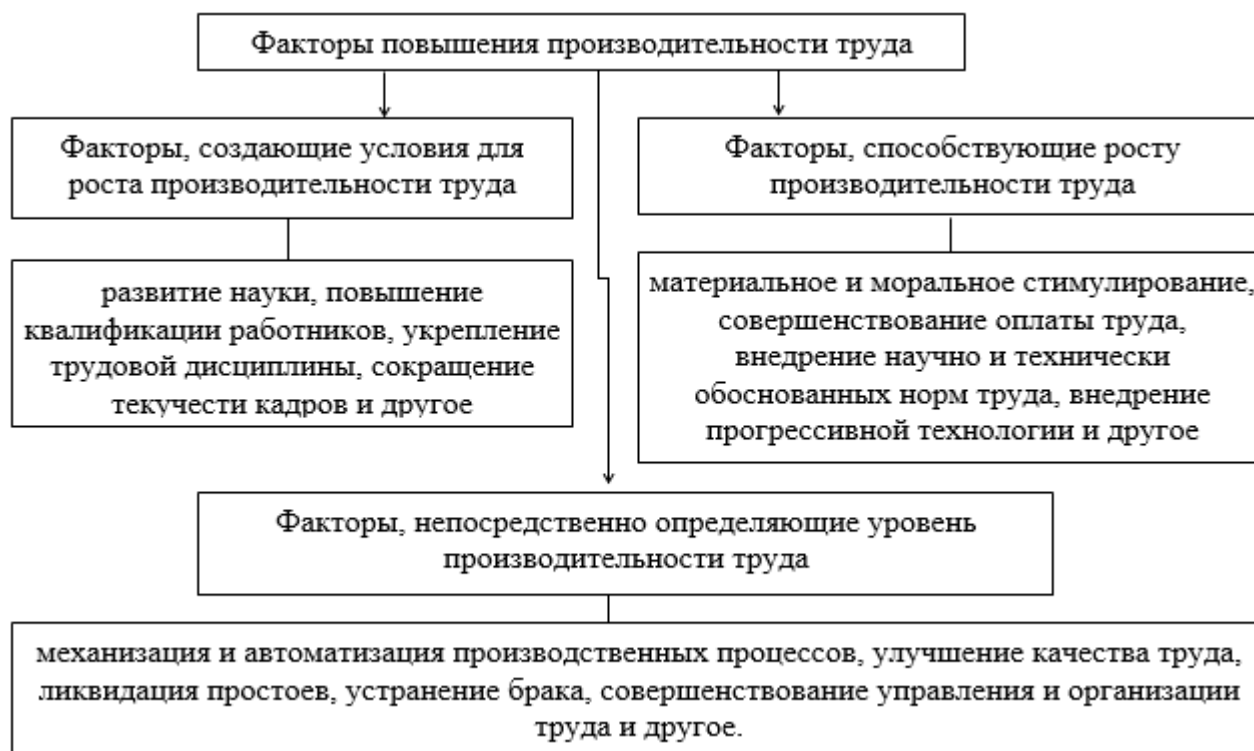 Факторы повышения производительности труда
Факторы, создающие условия для
роста производительности труда
Факторы, способствующие росту
производительности труда
развитие науки, повышение
квалификации работников, укрепление
трудовой дисциплины, сокращение
текучести кадров и другое
материальное и моральное стимулирование,
совершенствование оплаты труда,
внедрение научно и технически
обоснованных норм труда, внедрение
прогрессивной технологии и другое
Факторы, непосредственно определяющие уровень
производительности труда
механизация и автоматизация производственных процессов, улучшение качества труда,
ликвидация простоев, устранение брака, совершенствование управления и организации
труда и другое.